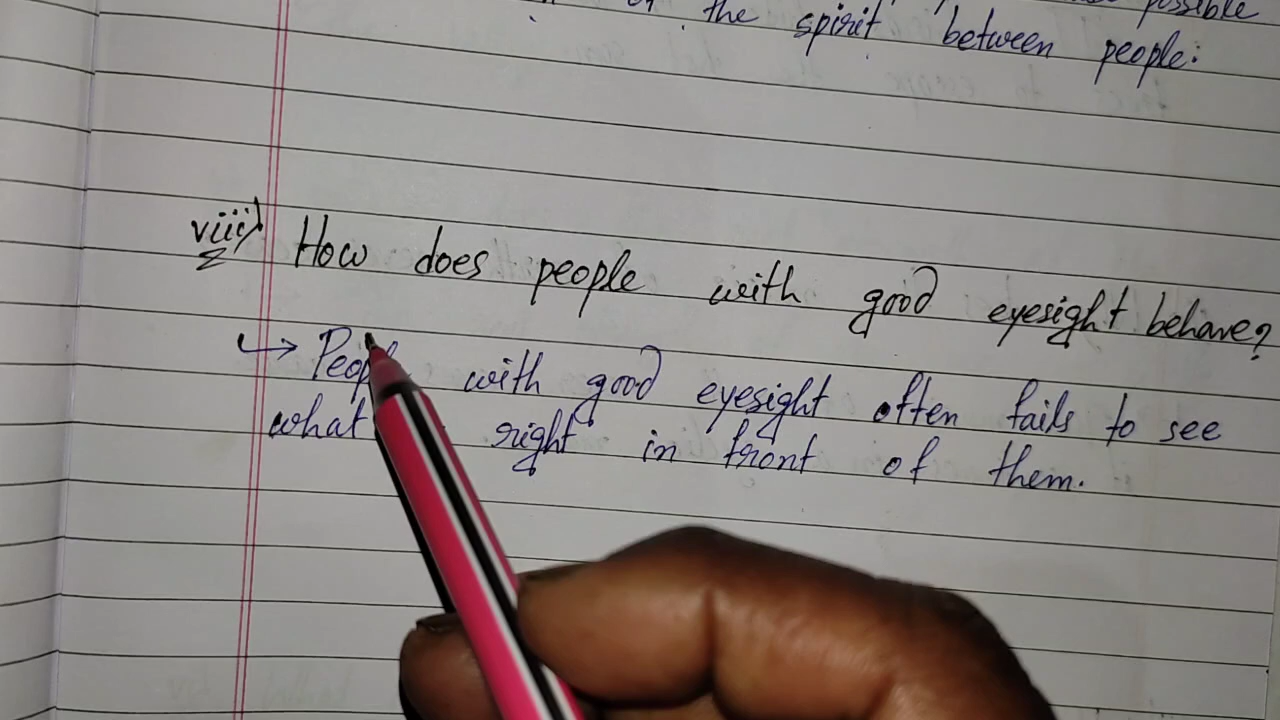 possible
the spirit between people.
viii) How does people with good eyesight behave?
↳ People with good eyesight often fails to see
what right in front of them.